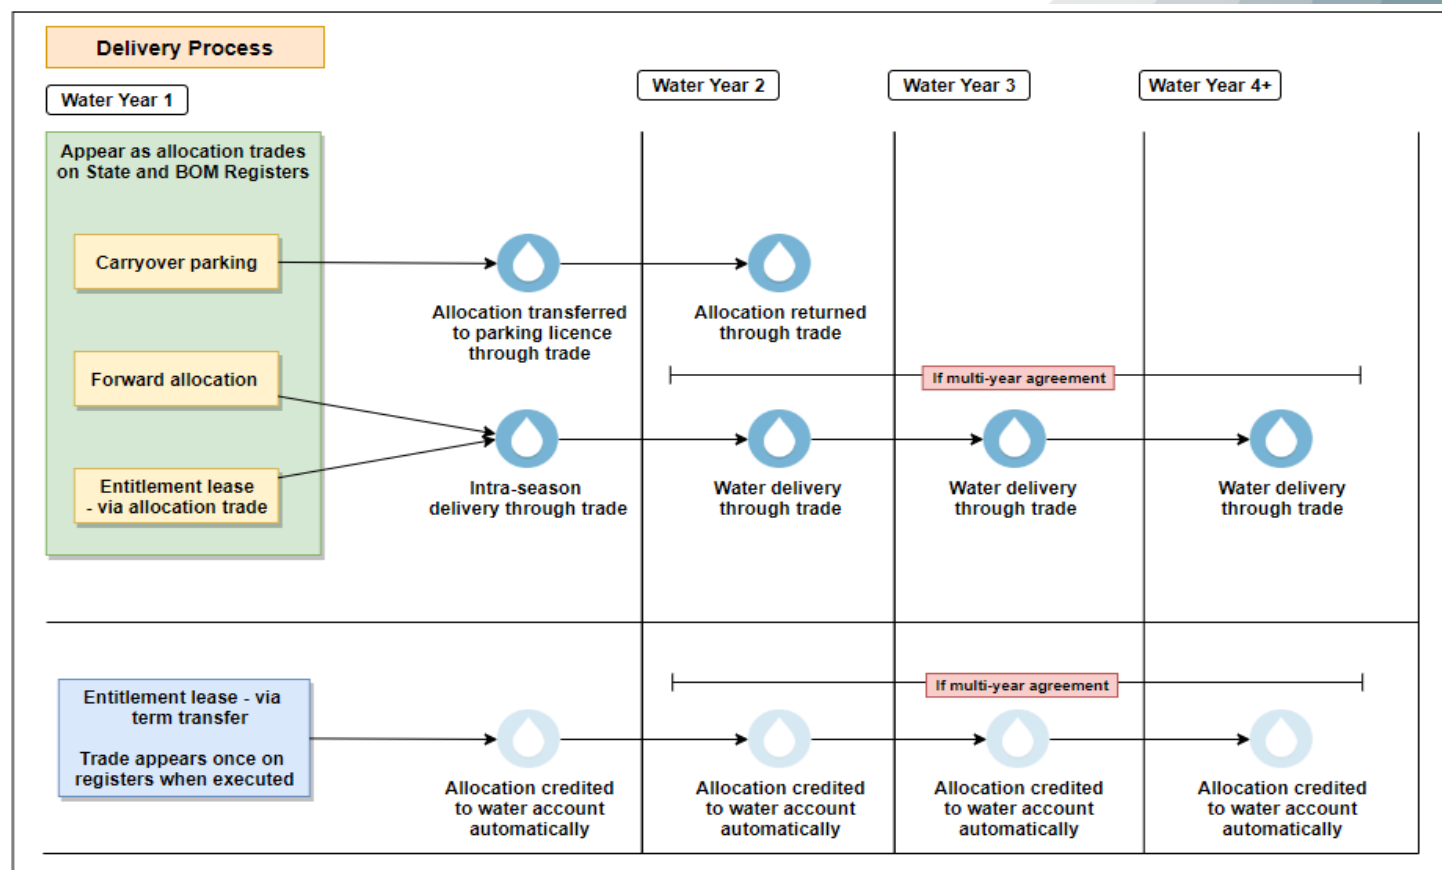 Delivery Process
Water Year 1
Water Year 2
Water Year 3
Water Year 4+
Appear as allocation trades
on State and BOM Registers
Carryover parking
Allocation transferred
to parking licence
through trade
Allocation returned
through trade
Forward allocation
If multi-year agreement
Entitlement lease
- via allocation trade
Intra-season
delivery through trade
Water delivery
through trade
Water delivery
through trade
Water delivery
through trade
Entitlement lease - via
term transfer
Trade appears once on
registers when executed
If multi-year agreement
Allocation credited
to water account
automatically
Allocation credited
to water account
automatically
Allocation credited
to water account
automatically
Allocation credited
to water account
automatically